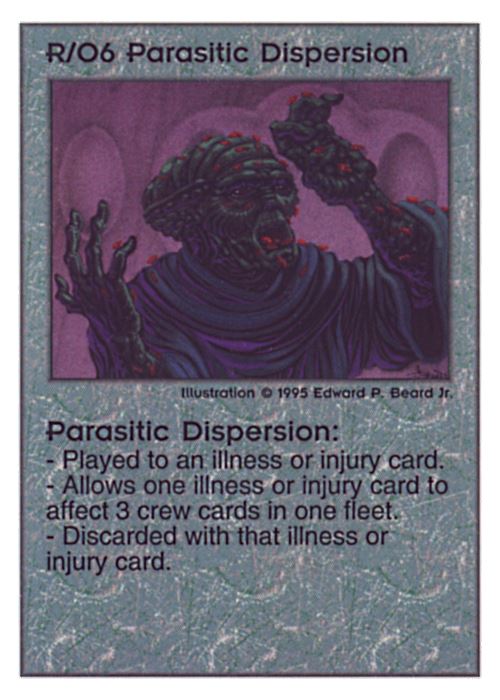 R/O6 Parasitic Dispersion
Illustration © 1995 Edward P. Beard Jr.
Parasitic Dispersion:
- Played to an illness or injury card.
- Allows one illness or injury card to
affect 3 crew cards in one fleet.
- Discarded with that illness or
injury card.